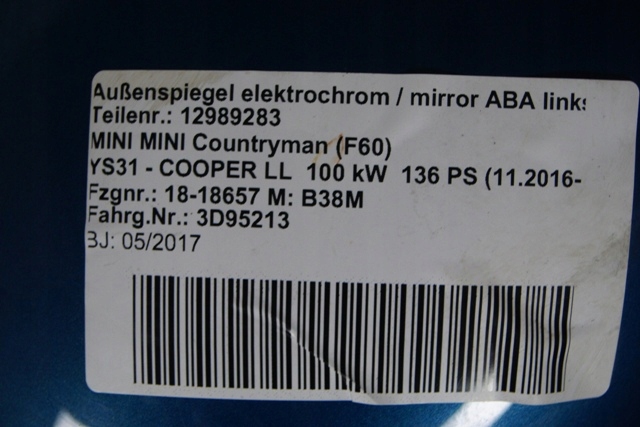 Außenspiegel elektrochrom / mirror ABA links
Teilenr.: 12989283
MINI MINI Countryman (F60)
YS31 - COOPER LL 100 kW 136 PS (11.2016-
Fzgnr.: 18-18657 M: B38M
Fahrg.Nr.: 3D95213
BJ: 05/2017